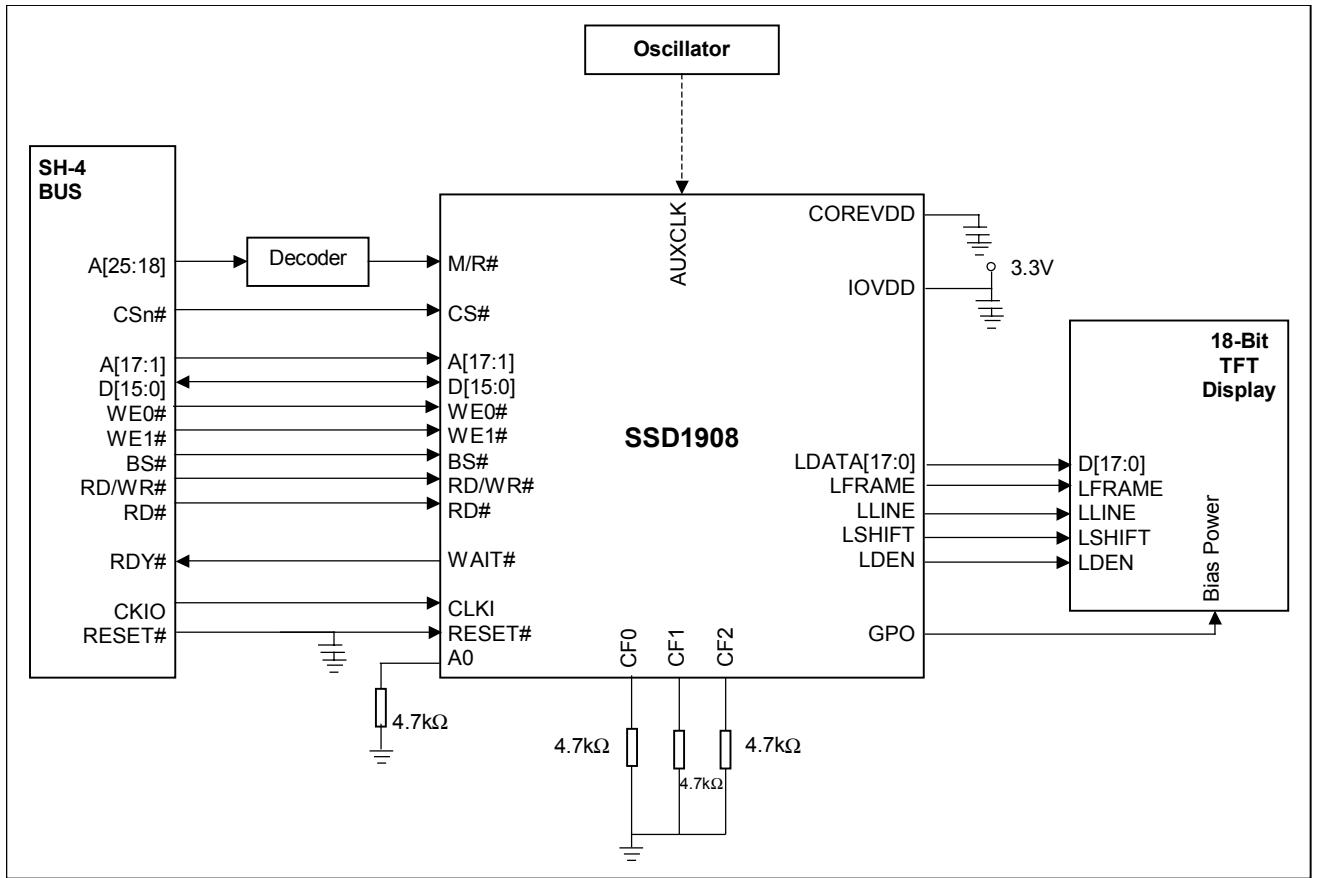 Oscillator
SH-4
BUS
A[25:18]
CSn#
A[17:1]
D[15:0]
WE0#
WE1#
BS#
RD/WR#
RD#
RDY#
CKIO
RESET#
Decoder
M/R#
CS#
A[17:1]
D[15:0]
WE0#
WE1#
BS#
RD/WR#
RD#
WAIT#
CLKI
RESET#
A0
4.7kΩ
AUXCLK
SSD1908
COREVDD
IOVDD
3.3V
LDATA[17:0]
LFRAME
LLINE
LSHIFT
LDEN
GPO
CF0
CF1
CF2
4.7kΩ
4.7kΩ
4.7kΩ
18-Bit
TFT
Display
D[17:0]
LFRAME
LLINE
LSHIFT
LDEN
Bias Power